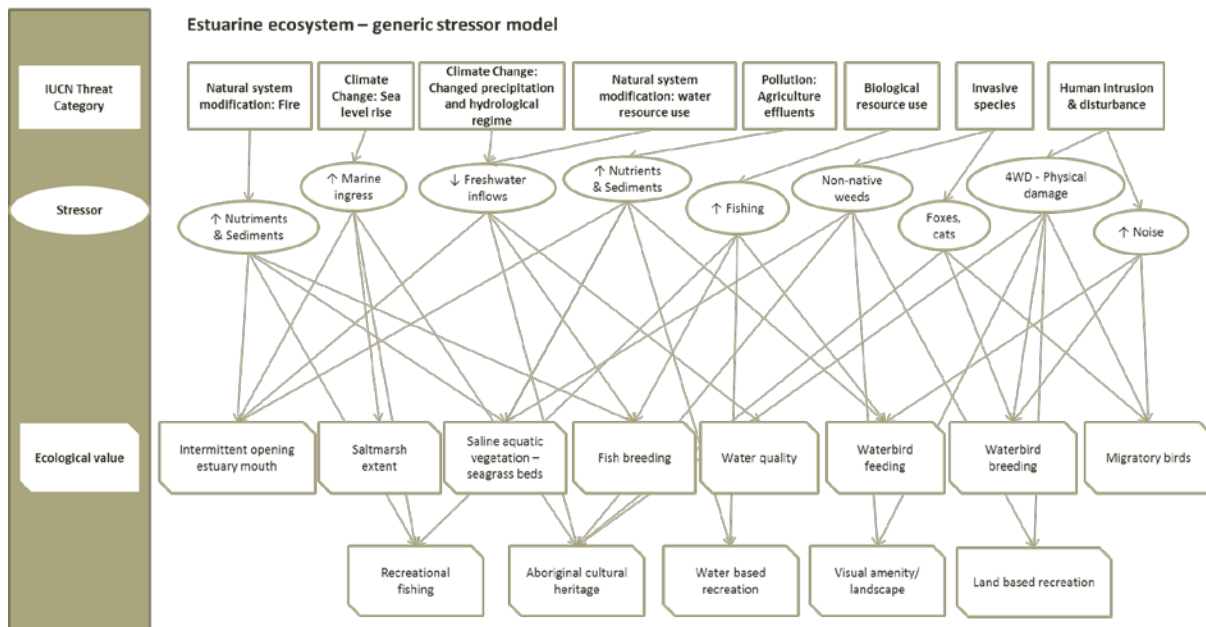 Estuarine ecosystem – generic stressor model
IUCN Threat
Category
Natural system
modification: Fire
Climate
Change: Sea
level rise
Climate Change:
Changed precipitation
and hydrological
regime
Natural system
modification: water
resource use
Pollution:
Agriculture
effluents
Biological
resource use
Invasive
species
Human intrusion
& disturbance
Stressor
↑ Nutriments
& Sediments
↑ Marine
ingress
↓ Freshwater
inflows
↑ Nutrients
& Sediments
↑ Fishing
Non-native
weeds
Foxes,
cats
4WD - Physical
damage
↑ Noise
Ecological value
Intermittent opening
estuary mouth
Saltmarsh
extent
Saline aquatic
vegetation –
seagrass beds
Fish breeding
Water quality
Waterbird
feeding
Waterbird
breeding
Migratory birds
Recreational
fishing
Aboriginal cultural
heritage
Water based
recreation
Visual amenity/
landscape
Land based recreation